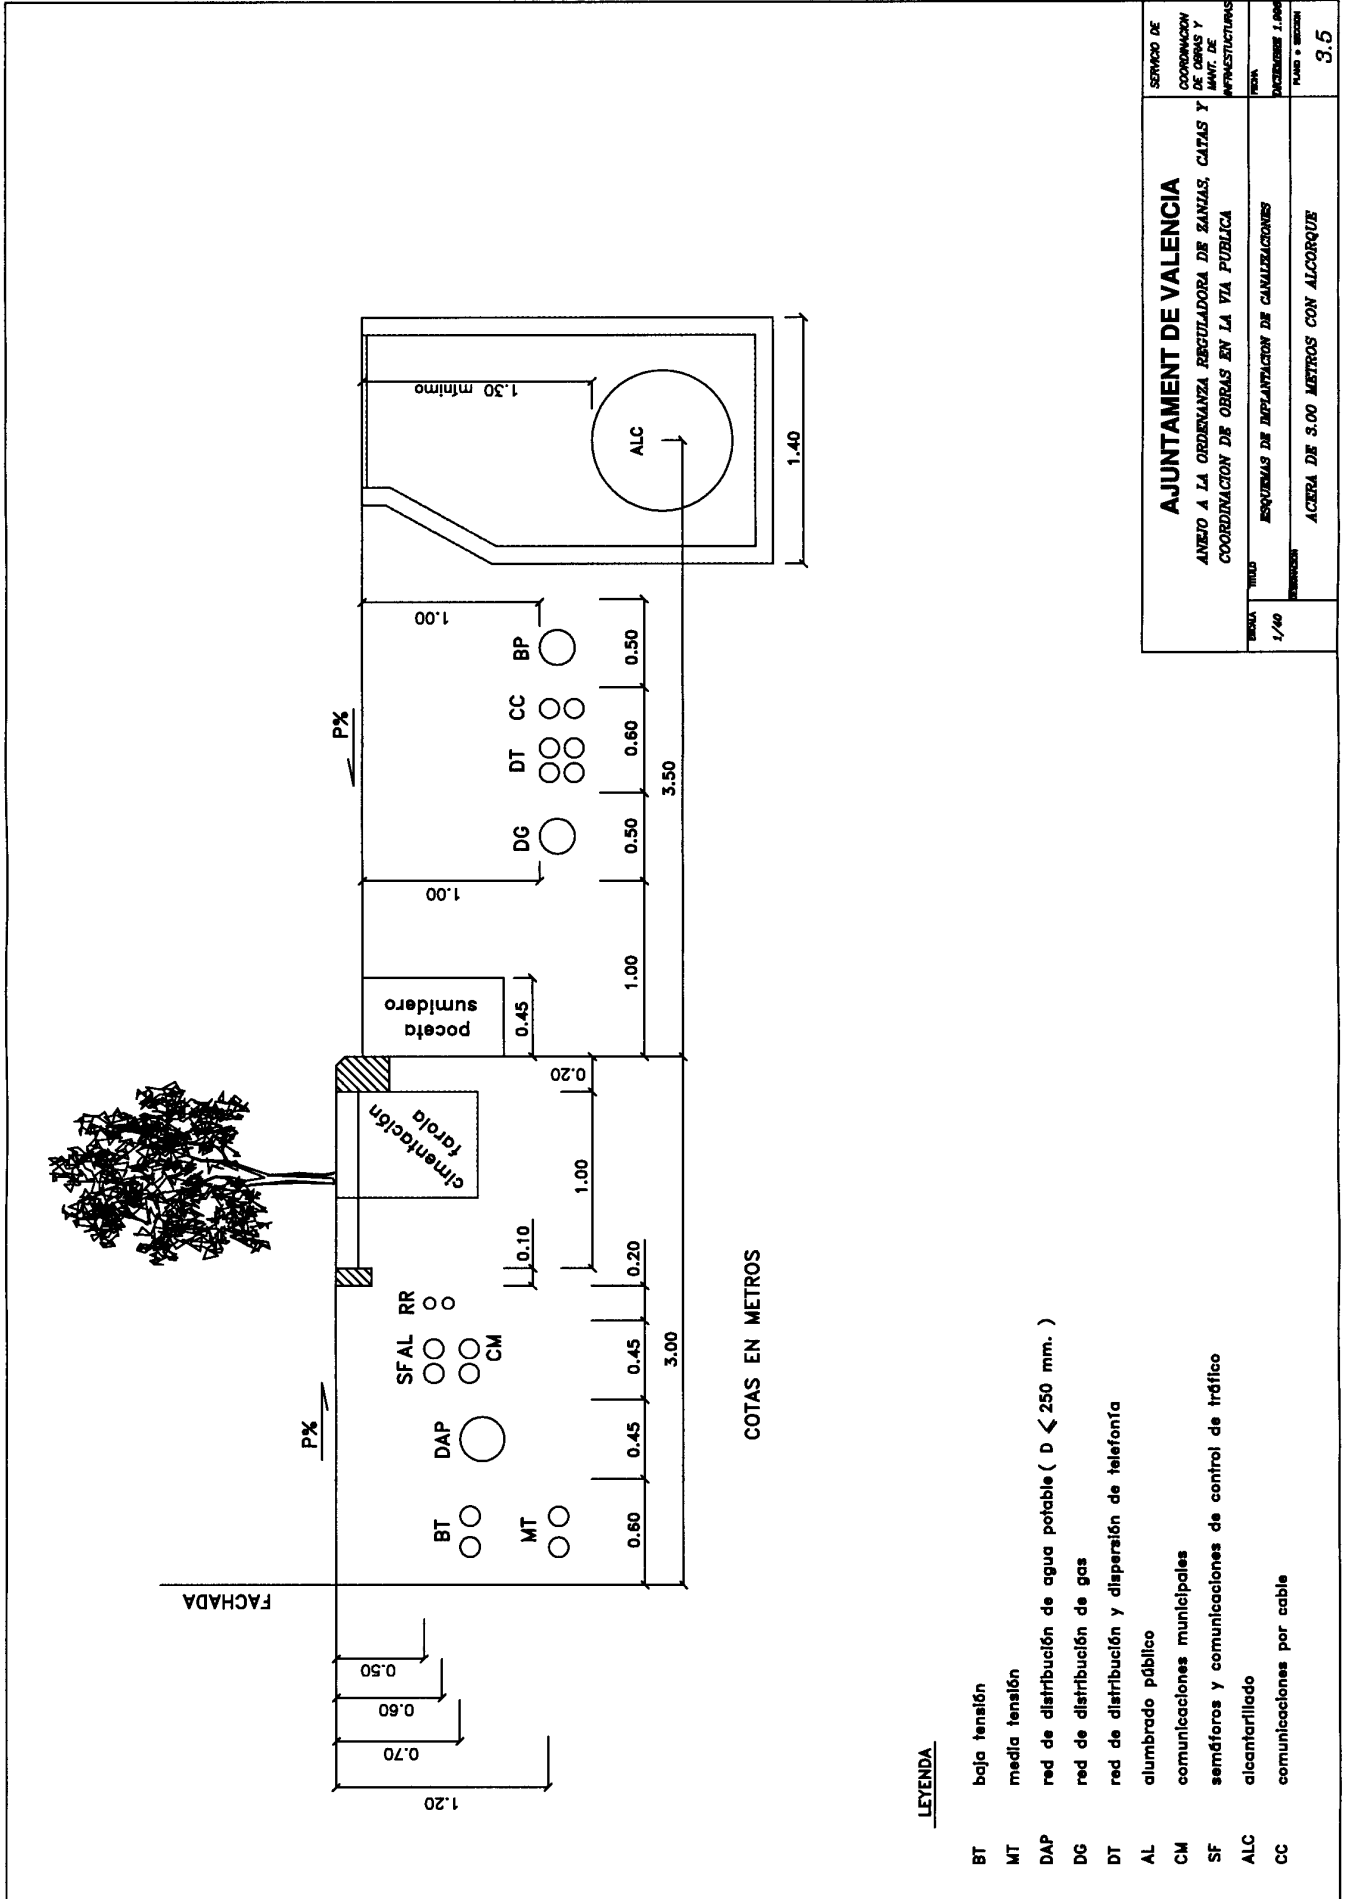 FACHADA
P%
P%
0.50
0.60
0.70
1.20
BT
MT
DAP
SF AL
CM
RR
cimentación
farola
poceta
sumidero
DG
DT
CC
BP
ALC
1.00
1.00
1.30 mínimo
0.10
1.00
0.20
0.45
0.60
0.45
0.45
0.20
1.00
0.50
0.60
0.50
3.00
3.50
1.40
COTAS EN METROS
LEYENDA
BT baja tensión
MT media tensión
DAP red de distribución de agua potable ( D ≤ 250 mm. )
DG red de distribución de gas
DT red de distribución y dispersión de telefonía
AL alumbrado público
CM comunicaciones municipales
SF semáforos y comunicaciones de control de tráfico
ALC alcantarillado
CC comunicaciones por cable
AJUNTAMENT DE VALENCIA
ANEJO A LA ORDENANZA REGULADORA DE ZANJAS, CATAS Y
COORDINACION DE OBRAS EN LA VIA PUBLICA
SERVICIO DE
COORDINACION
DE OBRAS Y
MANT. DE
INFRAESTUCTURAS
ESCALA
1/40
TITULO
ESQUEMAS DE IMPLANTACION DE CANALIZACIONES
FECHA
DICIEMBRE 1.996
DESIGNACION
ACERA DE 3.00 METROS CON ALCORQUE
PLANO o SECCION
3.5